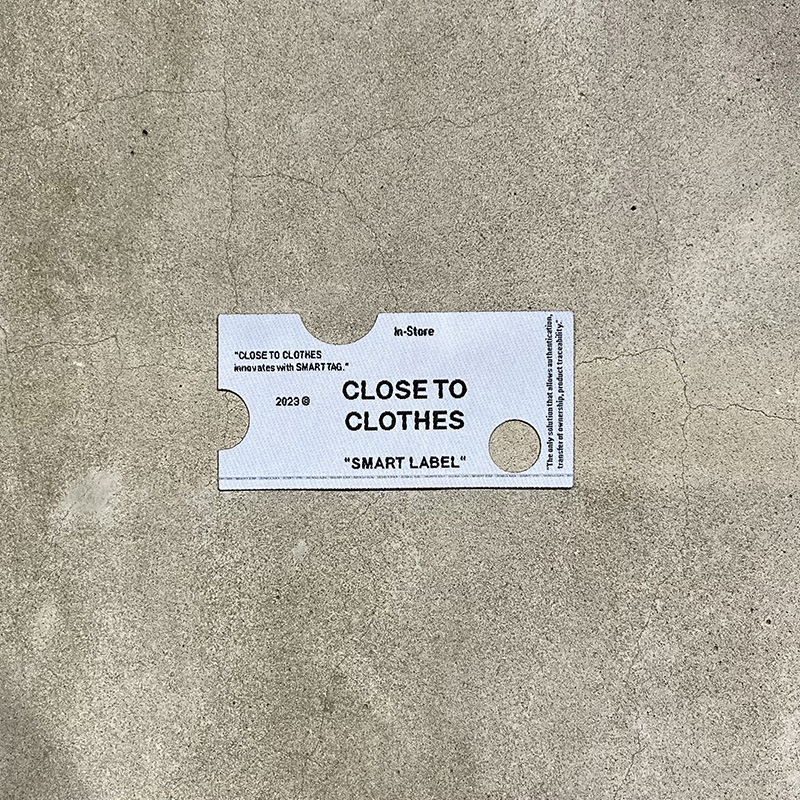 In-Store
"CLOSE TO CLOTHES
innovates with SMART TAG."
2023 ©
CLOSE TO
CLOTHES
"SMART LABEL"
"The only solution that allows authentication,
transfer of ownership, product traceability."